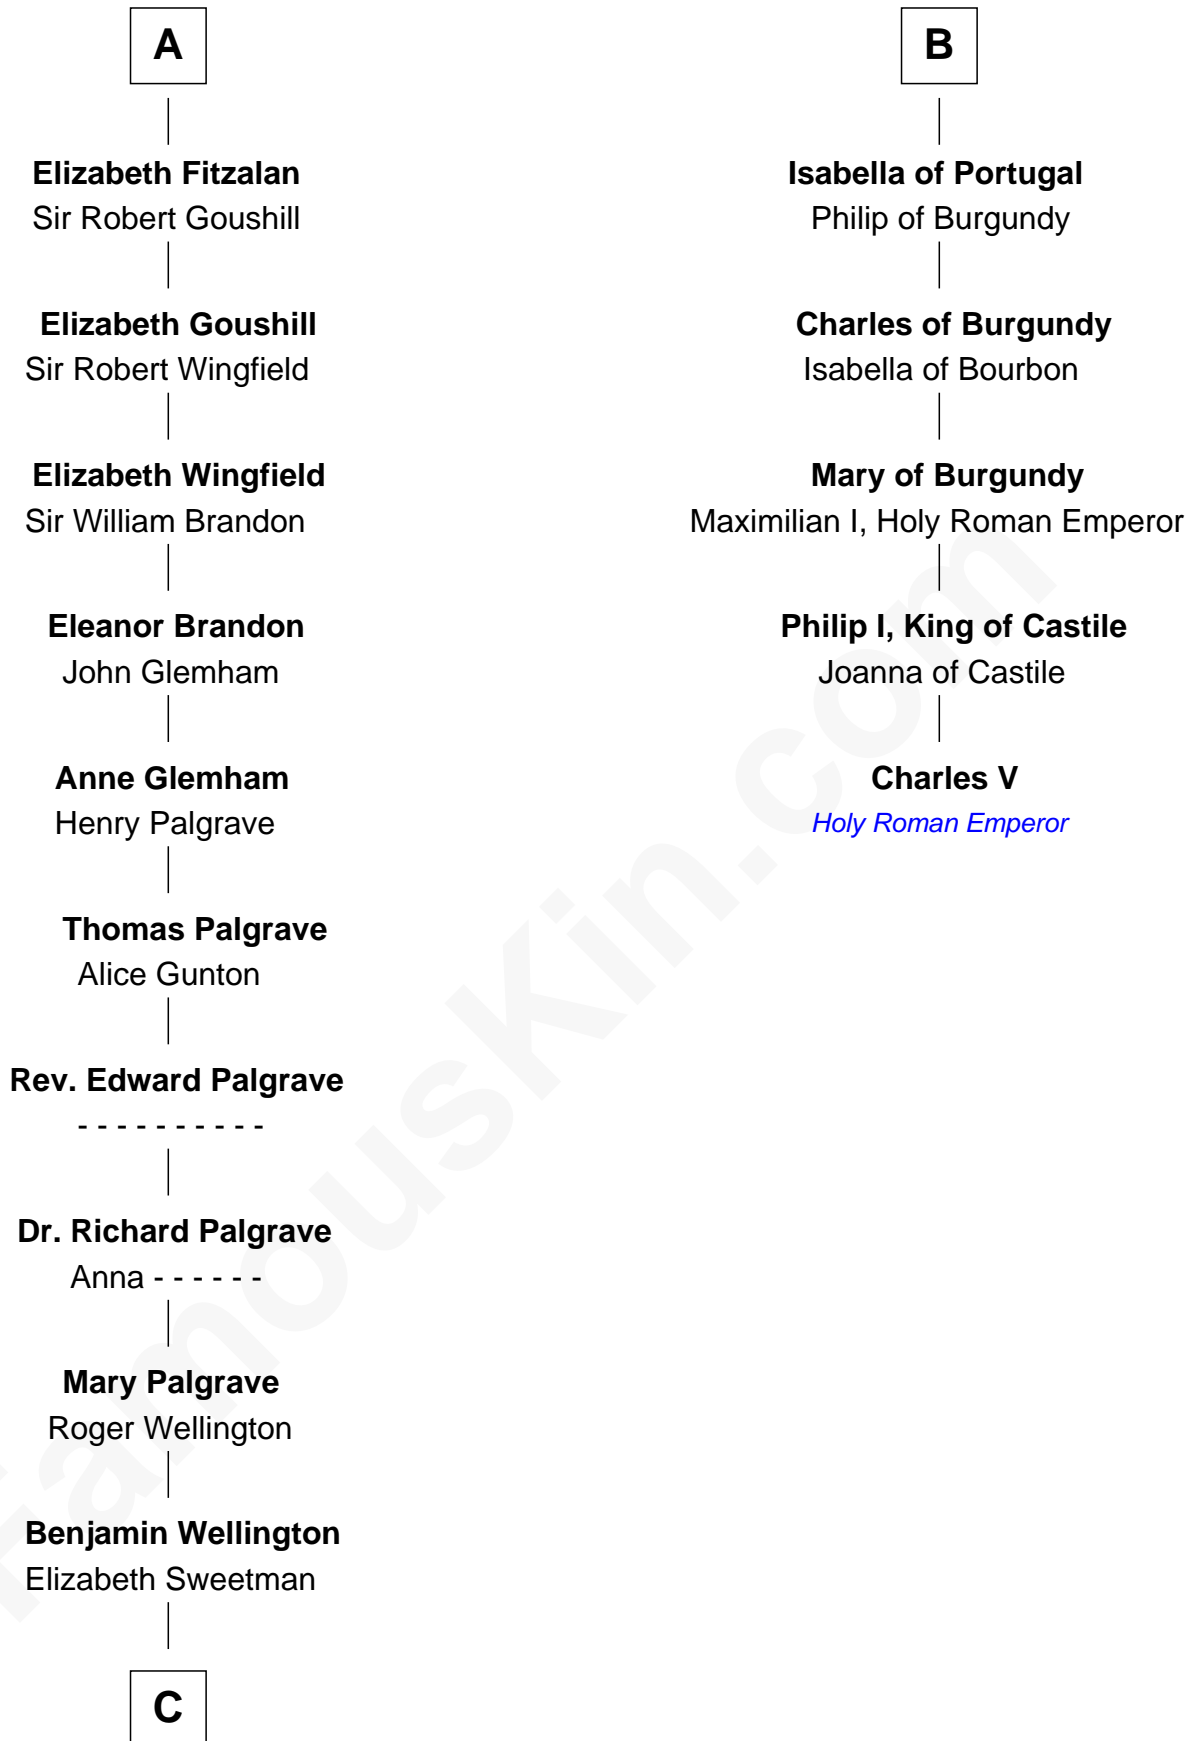 A
Elizabeth Fitzalan
Sir Robert Goushill
Elizabeth Goushill
Sir Robert Wingfield
Elizabeth Wingfield
Sir William Brandon
Eleanor Brandon
John Glemham
Anne Glemham
Henry Palgrave
Thomas Palgrave
Alice Gunton
Rev. Edward Palgrave
- - - - - - - - - -
Dr. Richard Palgrave
Anna - - - - - -
Mary Palgrave
Roger Wellington
Benjamin Wellington
Elizabeth Sweetman
C
B
Isabella of Portugal
Philip of Burgundy
Charles of Burgundy
Isabella of Bourbon
Mary of Burgundy
Maximilian I, Holy Roman Emperor
Philip I, King of Castile
Joanna of Castile
Charles V
Holy Roman Emperor
FamousKin.com